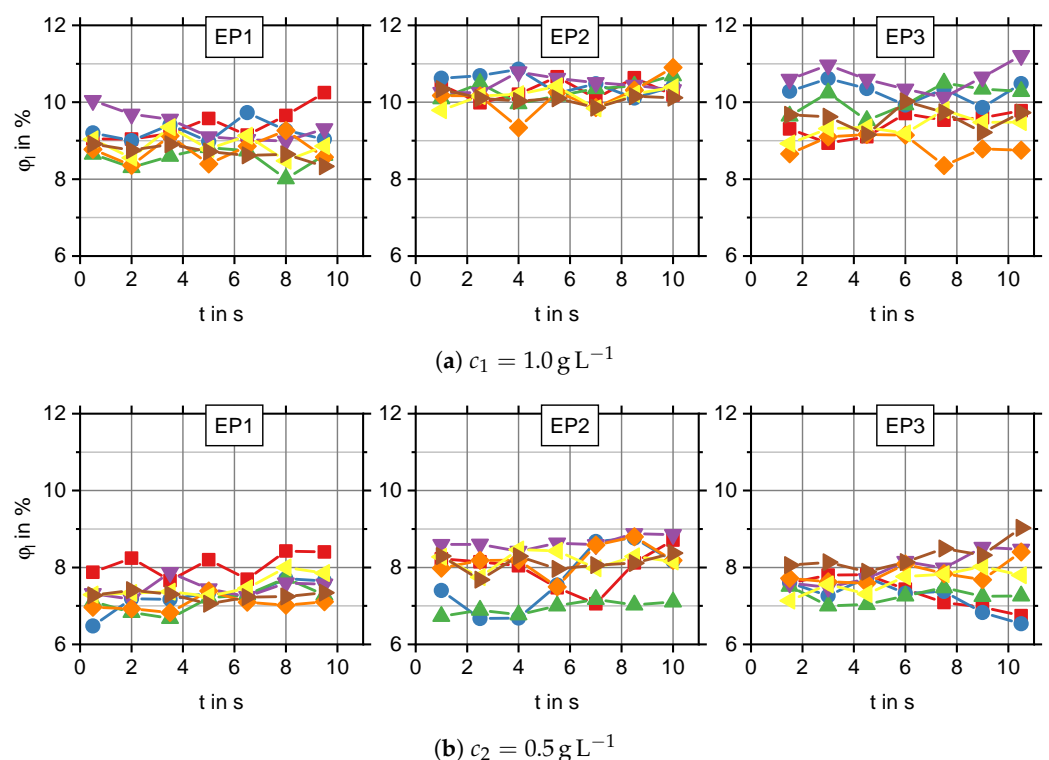 EP1 EP2 EP3
12 12 12
10 10 10
8 8 8
6 6 6
φ_i in %
0 2 4 6 8 10 0 2 4 6 8 10 0 2 4 6 8 10
t in s t in s t in s
(a) c₁ = 1.0 g L⁻¹
EP1 EP2 EP3
12 12 12
10 10 10
8 8 8
6 6 6
φ_i in %
0 2 4 6 8 10 0 2 4 6 8 10 0 2 4 6 8 10
t in s t in s t in s
(b) c₂ = 0.5 g L⁻¹